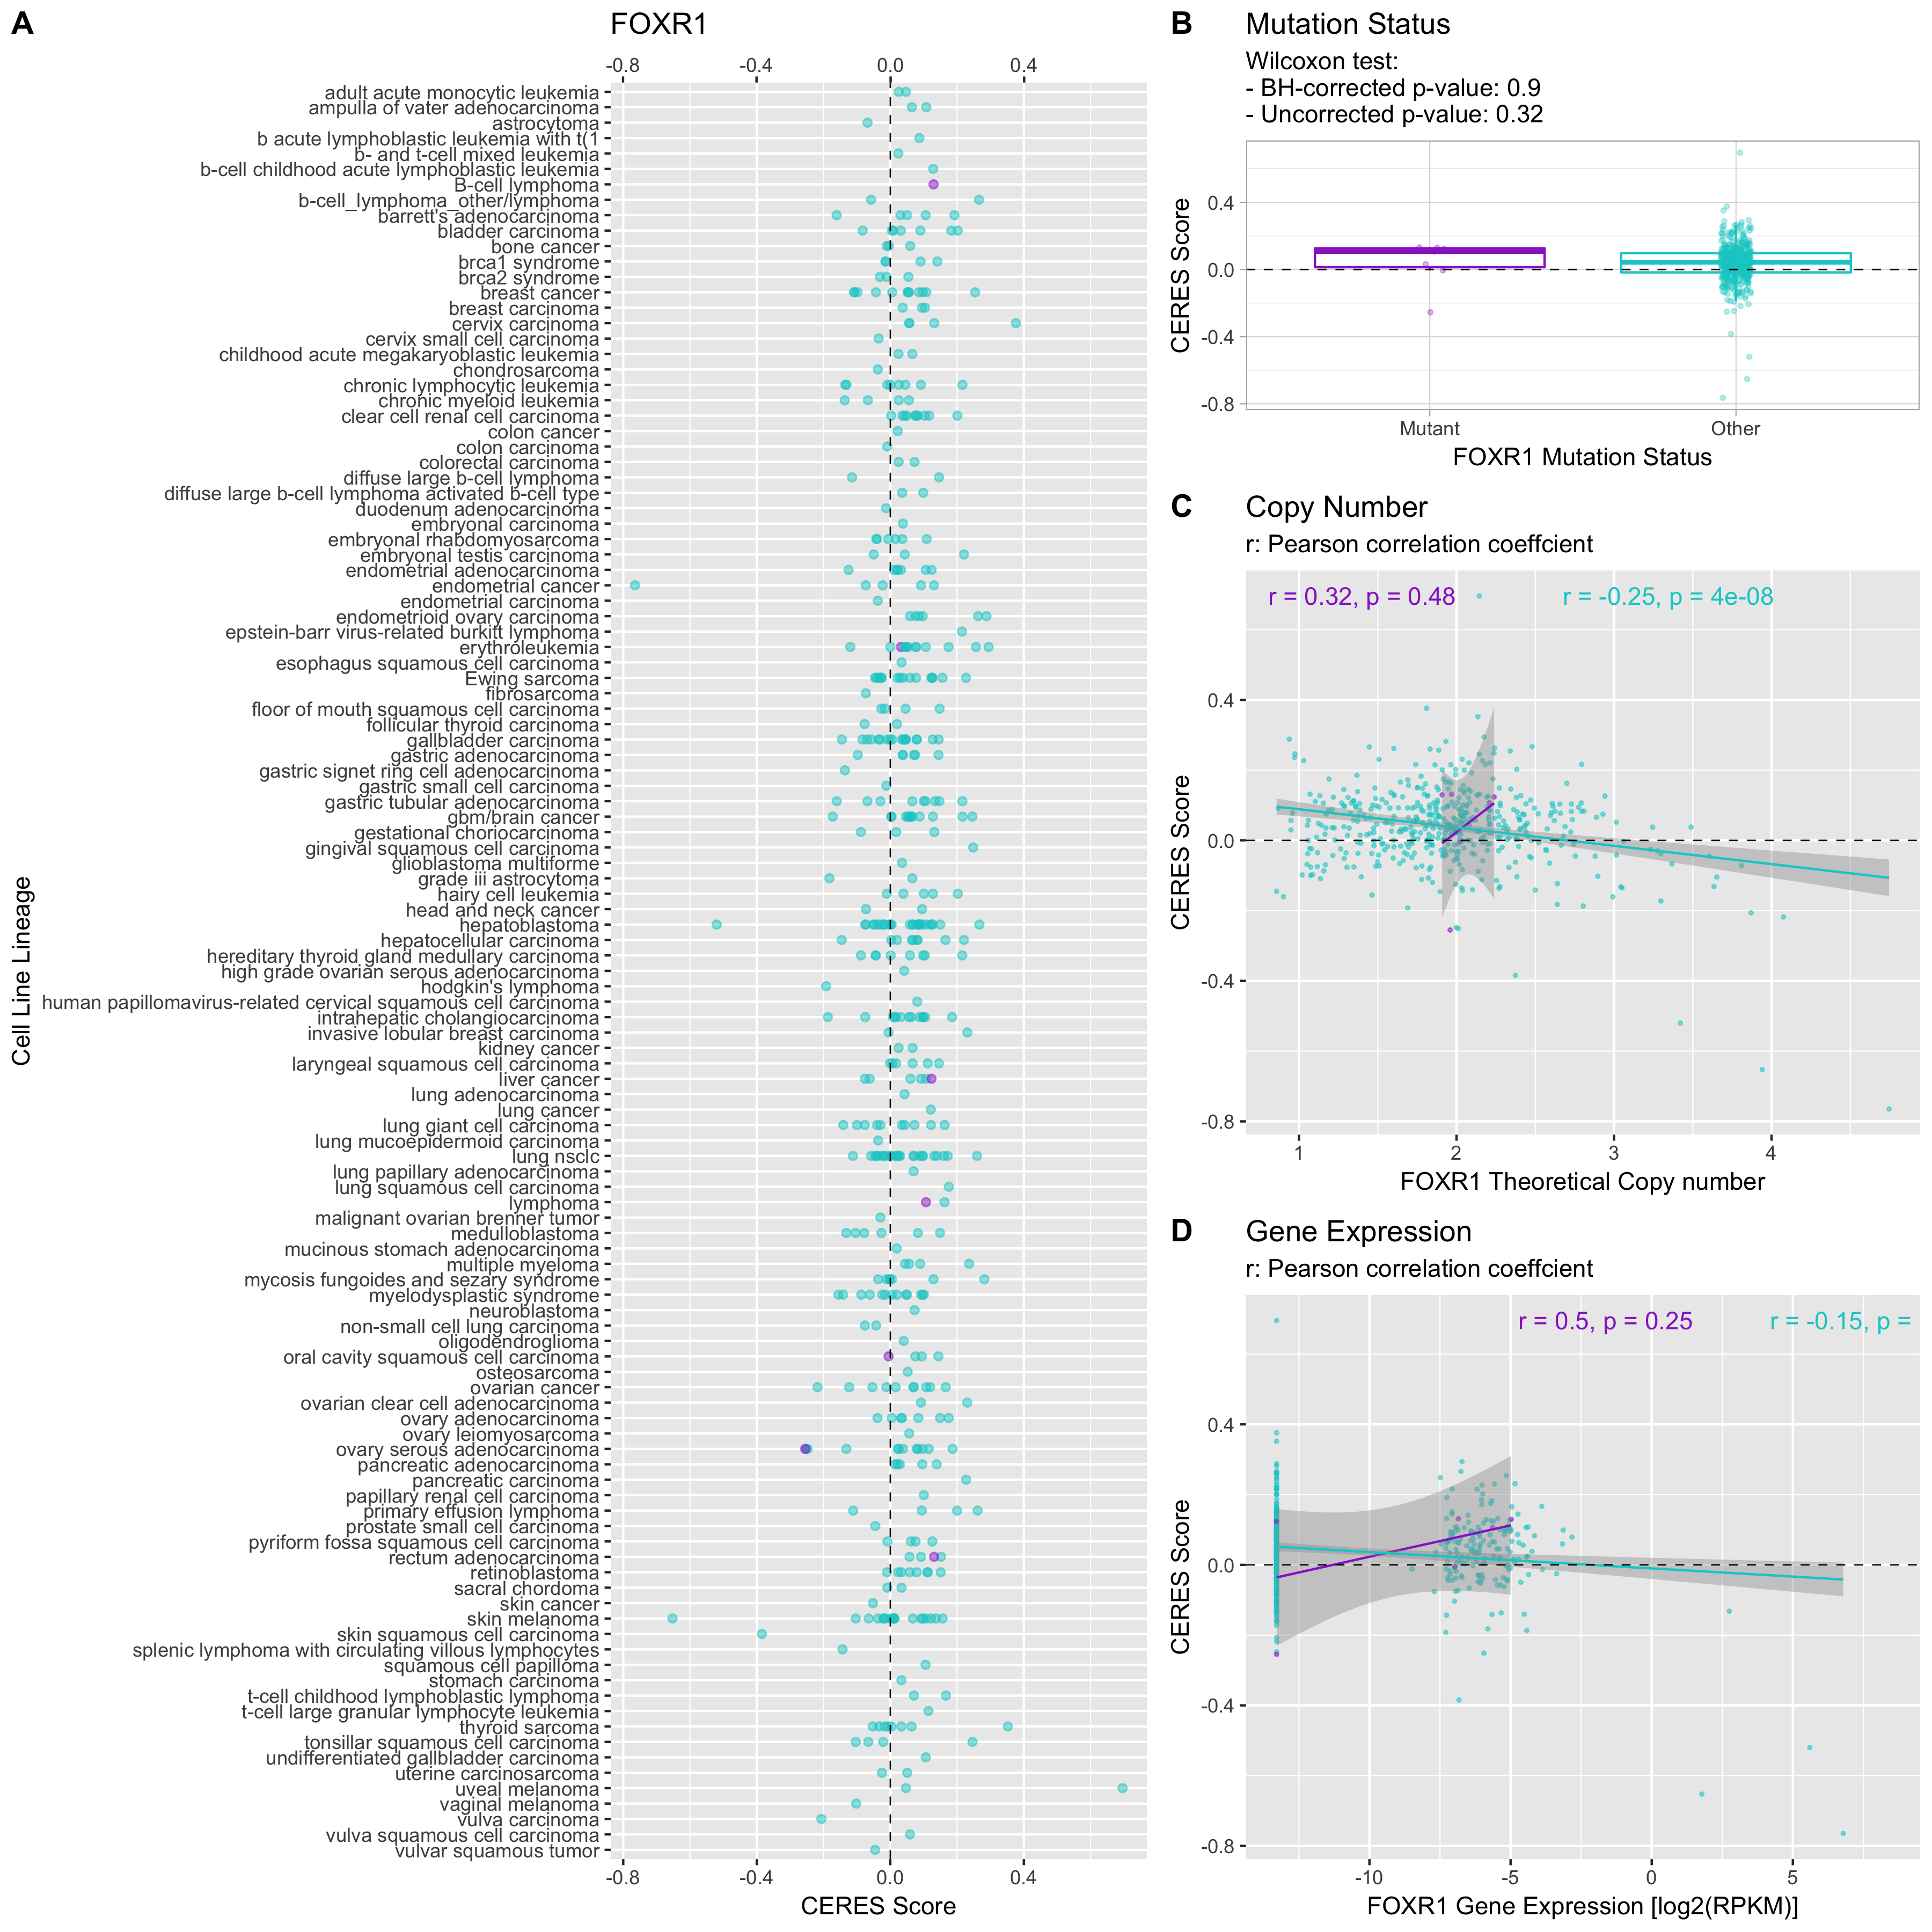 A
FOXR1
-0.8 -0.4 0.0 0.4
Cell Line Lineage
adult acute monocytic leukemia
ampulla of vater adenocarcinoma
astrocytoma
b acute lymphoblastic leukemia with t(1
b- and t-cell mixed leukemia
b-cell childhood acute lymphoblastic leukemia
B-cell lymphoma
b-cell_lymphoma_other/lymphoma
barrett's adenocarcinoma
bladder carcinoma
bone cancer
brca1 syndrome
brca2 syndrome
breast cancer
breast carcinoma
cervix carcinoma
cervix small cell carcinoma
childhood acute megakaryoblastic leukemia
chondrosarcoma
chronic lymphocytic leukemia
chronic myeloid leukemia
clear cell renal cell carcinoma
colon cancer
colon carcinoma
colorectal carcinoma
diffuse large b-cell lymphoma
diffuse large b-cell lymphoma activated b-cell type
duodenum adenocarcinoma
embryonal carcinoma
embryonal rhabdomyosarcoma
embryonal testis carcinoma
endometrial adenocarcinoma
endometrial cancer
endometrial carcinoma
endometrioid ovary carcinoma
epstein-barr virus-related burkitt lymphoma
erythroleukemia
esophagus squamous cell carcinoma
Ewing sarcoma
fibrosarcoma
floor of mouth squamous cell carcinoma
follicular thyroid carcinoma
gallbladder carcinoma
gastric adenocarcinoma
gastric signet ring cell adenocarcinoma
gastric small cell carcinoma
gastric tubular adenocarcinoma
gbm/brain cancer
gestational choriocarcinoma
gingival squamous cell carcinoma
glioblastoma multiforme
grade iii astrocytoma
hairy cell leukemia
head and neck cancer
hepatoblastoma
hepatocellular carcinoma
hereditary thyroid gland medullary carcinoma
high grade ovarian serous adenocarcinoma
hodgkin's lymphoma
human papillomavirus-related cervical squamous cell carcinoma
intrahepatic cholangiocarcinoma
invasive lobular breast carcinoma
kidney cancer
laryngeal squamous cell carcinoma
liver cancer
lung adenocarcinoma
lung cancer
lung giant cell carcinoma
lung mucoepidermoid carcinoma
lung nsclc
lung papillary adenocarcinoma
lung squamous cell carcinoma
lymphoma
malignant ovarian brenner tumor
medulloblastoma
mucinous stomach adenocarcinoma
multiple myeloma
mycosis fungoides and sezary syndrome
myelodysplastic syndrome
neuroblastoma
non-small cell lung carcinoma
oligodendroglioma
oral cavity squamous cell carcinoma
osteosarcoma
ovarian cancer
ovarian clear cell adenocarcinoma
ovary adenocarcinoma
ovary leiomyosarcoma
ovary serous adenocarcinoma
pancreatic adenocarcinoma
pancreatic carcinoma
papillary renal cell carcinoma
primary effusion lymphoma
prostate small cell carcinoma
pyriform fossa squamous cell carcinoma
rectum adenocarcinoma
retinoblastoma
sacral chordoma
skin cancer
skin melanoma
skin squamous cell carcinoma
splenic lymphoma with circulating villous lymphocytes
squamous cell papilloma
stomach carcinoma
t-cell childhood lymphoblastic lymphoma
t-cell large granular lymphocyte leukemia
thyroid sarcoma
tonsillar squamous cell carcinoma
undifferentiated gallbladder carcinoma
uterine carcinosarcoma
uveal melanoma
vaginal melanoma
vulva carcinoma
vulva squamous cell carcinoma
vulvar squamous tumor
-0.8 -0.4 0.0 0.4
CERES Score
B
Mutation Status
Wilcoxon test:
- BH-corrected p-value: 0.9
- Uncorrected p-value: 0.32
CERES Score
0.4
0.0
-0.4
-0.8
Mutant Other
FOXR1 Mutation Status
C
Copy Number
r: Pearson correlation coeffcient
r = 0.32, p = 0.48 r = -0.25, p = 4e-08
CERES Score
0.4
0.0
-0.4
-0.8
1 2 3 4
FOXR1 Theoretical Copy number
D
Gene Expression
r: Pearson correlation coeffcient
r = 0.5, p = 0.25 r = -0.15, p =
CERES Score
0.4
0.0
-0.4
-0.8
-10 -5 0 5
FOXR1 Gene Expression [log2(RPKM)]